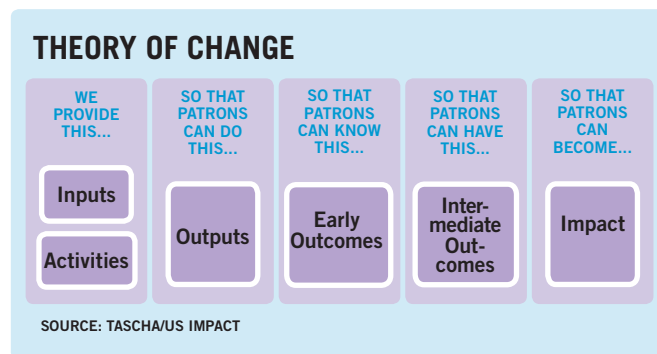 THEORY OF CHANGE
WE
PROVIDE
THIS...
Inputs
Activities
SO THAT
PATRONS
CAN DO
THIS...
Outputs
SO THAT
PATRONS
CAN KNOW
THIS...
Early
Outcomes
SO THAT
PATRONS
CAN HAVE
THIS...
Inter-
mediate
Out-
comes
SO THAT
PATRONS
CAN
BECOME...
Impact
SOURCE: TASCHA/US IMPACT